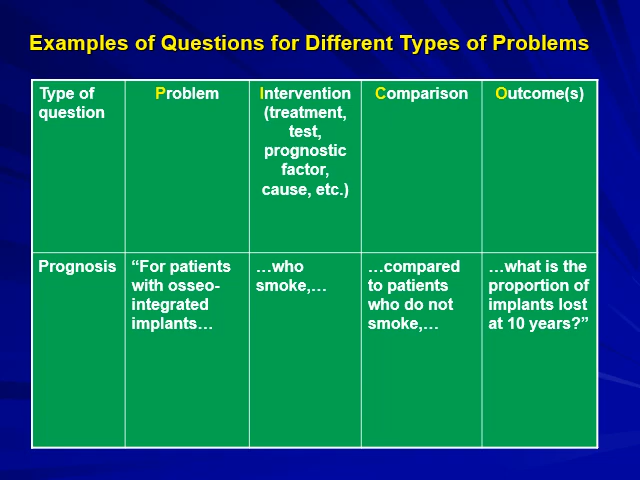 Examples of Questions for Different Types of Problems
Type of
question
Problem
Intervention
(treatment,
test,
prognostic
factor,
cause, etc.)
Comparison
Outcome(s)
Prognosis
“For patients
with osseo-
integrated
implants…
…who
smoke,…
…compared
to patients
who do not
smoke,…
…what is the
proportion of
implants lost
at 10 years?”